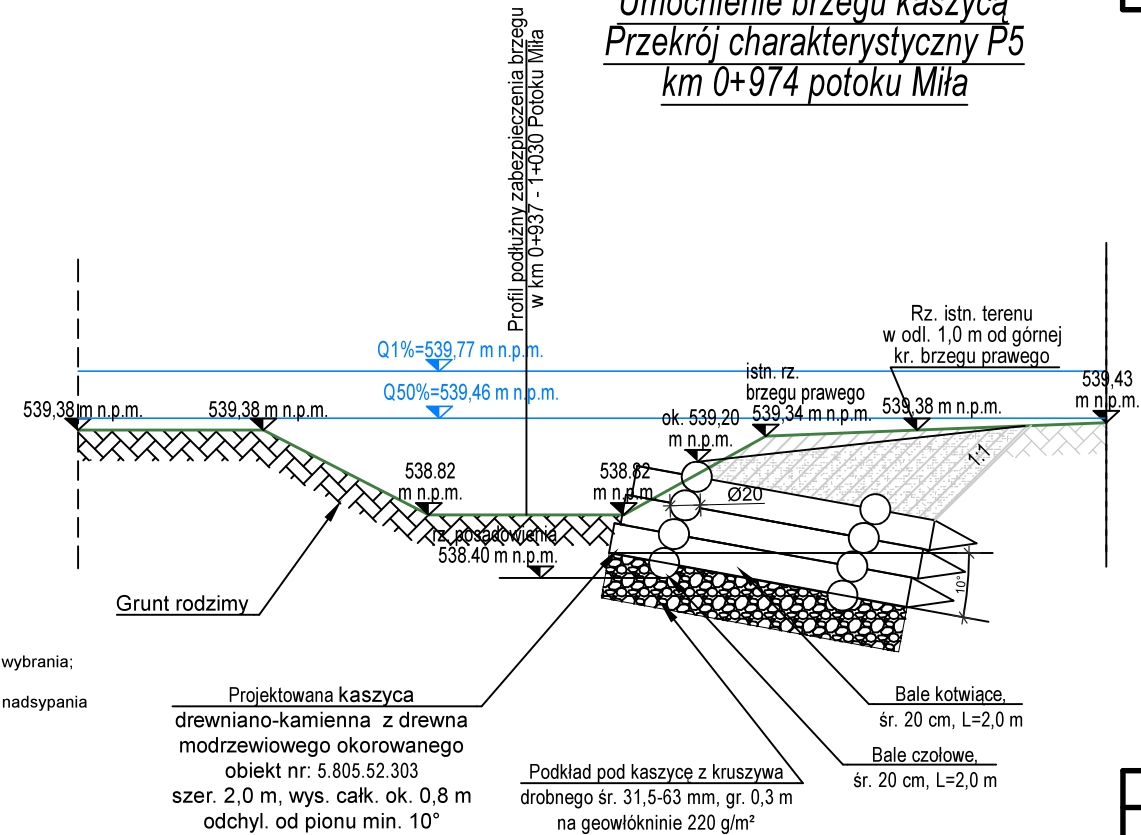 Umocnienie brzegu kaszycą
Przekrój charakterystyczny P5
km 0+974 potoku Miła
Profil podłużny zabezpieczenia brzegu
w km 0+937 - 1+030 Potoku Miła
Rz. istn. terenu
w odl. 1,0 m od górnej
kr. brzegu prawego
Q1%=539,77 m n.p.m.
Q50%=539,46 m n.p.m.
istn. rz.
brzegu prawego
539,34 m n.p.m.
539,43
m n.p.m.
539,38 m n.p.m.
539,38 m n.p.m.
ok. 539,20
m n.p.m.
539,38 m n.p.m.
1:1
538.82
m n.p.m.
538.82
m n.p.m.
Ø20
rz. posadowienia
538.40 m n.p.m.
10°
Grunt rodzimy
wybrania;
nadsypania
Projektowana kaszyca
drewniano-kamienna z drewna
modrzewiowego okorowanego
obiekt nr: 5.805.52.303
szer. 2,0 m, wys. całk. ok. 0,8 m
odchyl. od pionu min. 10°
Podkład pod kaszycę z kruszywa
drobnego śr. 31,5-63 mm, gr. 0,3 m
na geowłókninie 220 g/m²
Bale kotwiące,
śr. 20 cm, L=2,0 m
Bale czołowe,
śr. 20 cm, L=2,0 m